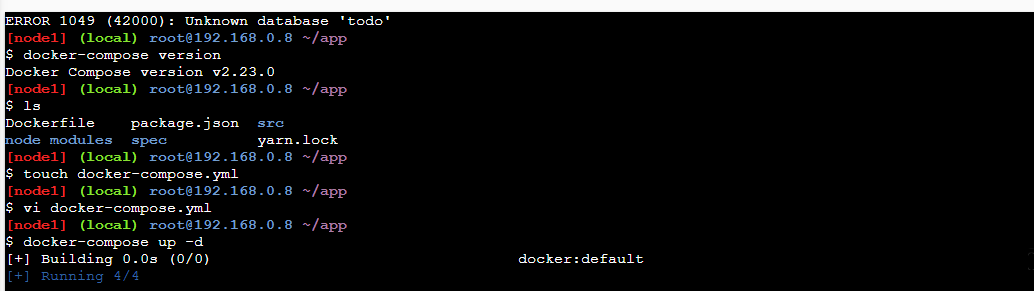 ERROR 1049 (42000): Unknown database 'todo'
[node1] (local) root@192.168.0.8 ~/app
$ docker-compose version
Docker Compose version v2.23.0
[node1] (local) root@192.168.0.8 ~/app
$ ls
Dockerfile    package.json  src
node modules  spec          yarn.lock
[node1] (local) root@192.168.0.8 ~/app
$ touch docker-compose.yml
[node1] (local) root@192.168.0.8 ~/app
$ vi docker-compose.yml
[node1] (local) root@192.168.0.8 ~/app
$ docker-compose up -d
[+] Building 0.0s (0/0)                                  docker:default
[+] Running 4/4